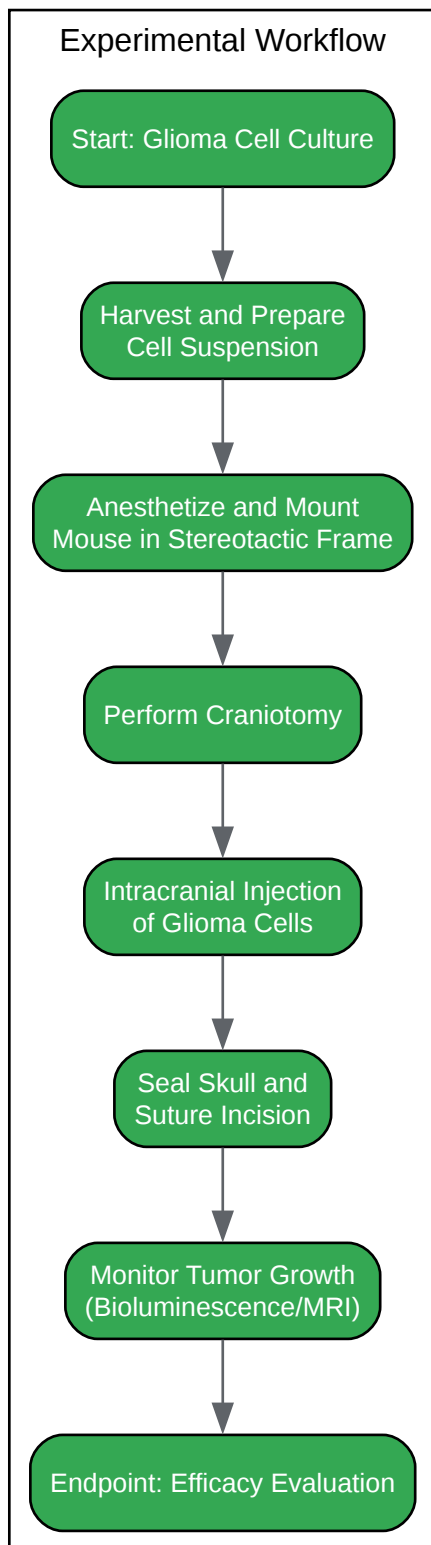 Experimental Workflow
Start: Glioma Cell Culture
Harvest and Prepare
Cell Suspension
Anesthetize and Mount
Mouse in Stereotactic Frame
Perform Craniotomy
Intracranial Injection
of Glioma Cells
Seal Skull and
Suture Incision
Monitor Tumor Growth
(Bioluminescence/MRI)
Endpoint: Efficacy Evaluation